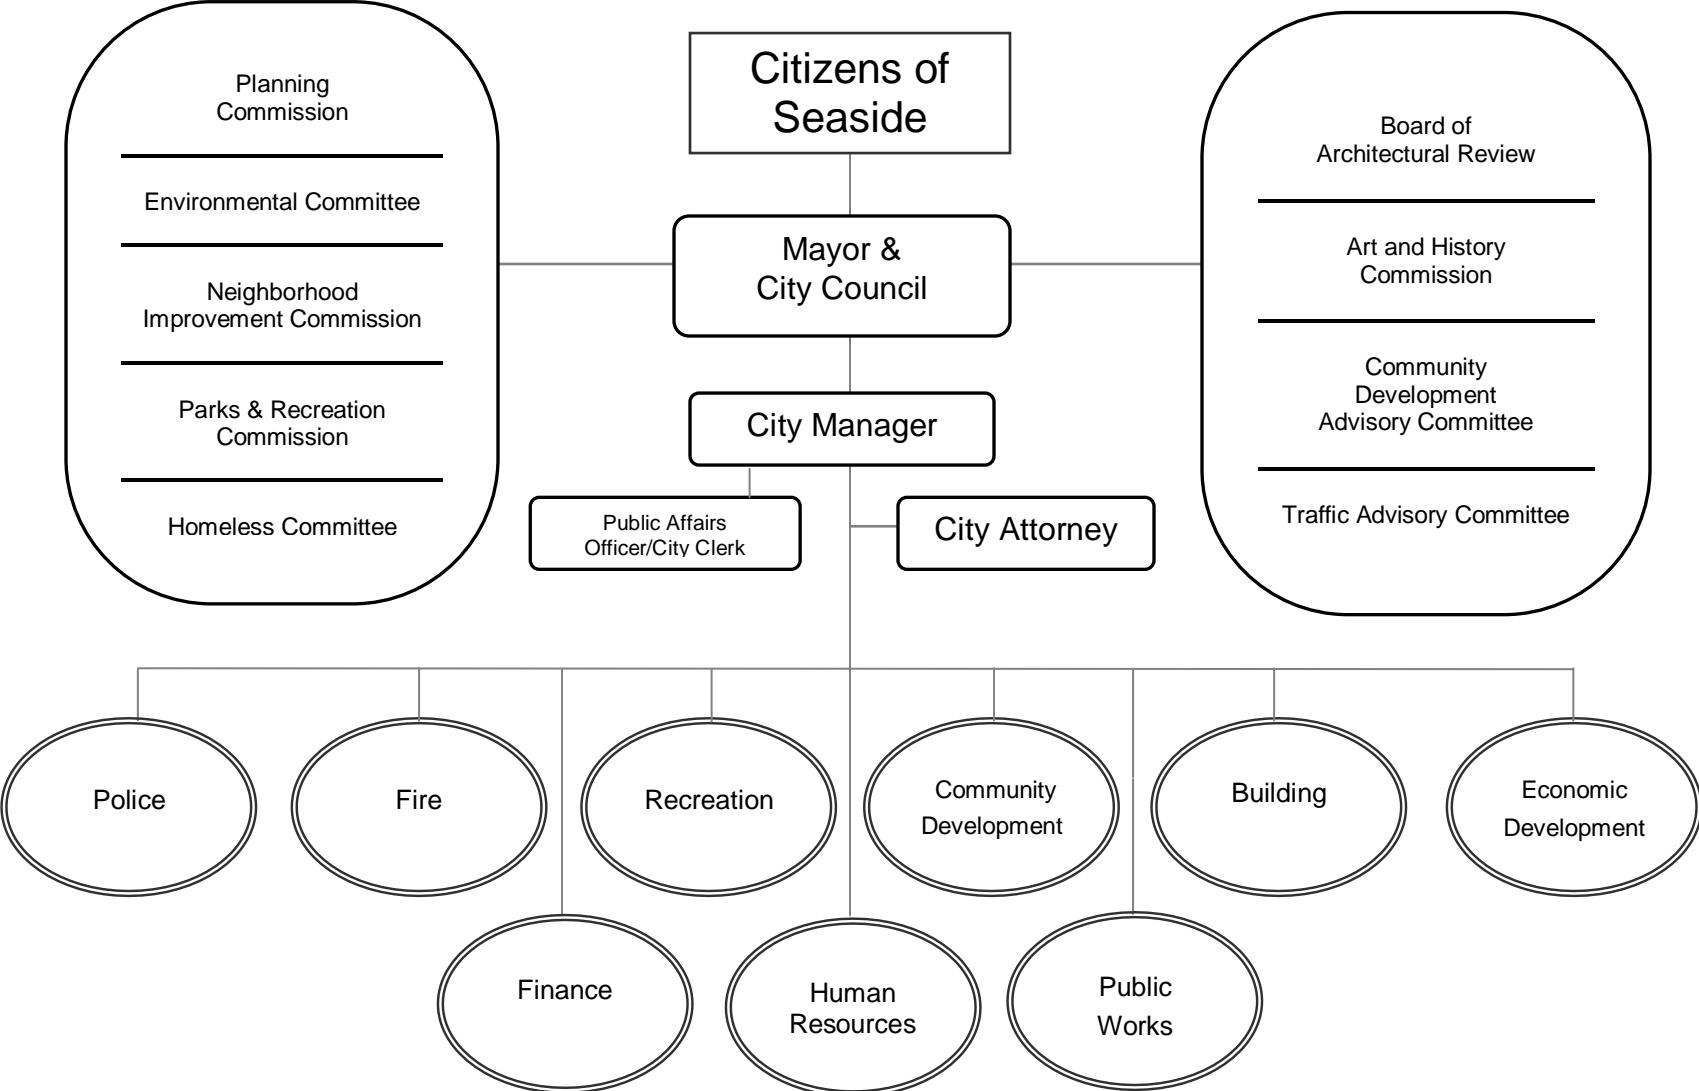 Citizens of
Seaside
Planning
Commission
Environmental Committee
Neighborhood
Improvement Commission
Parks & Recreation
Commission
Homeless Committee
Mayor &
City Council
Board of
Architectural Review
Art and History
Commission
Community
Development
Advisory Committee
Traffic Advisory Committee
City Manager
Public Affairs
Officer/City Clerk
City Attorney
Police
Fire
Recreation
Community
Development
Building
Economic
Development
Finance
Human
Resources
Public
Works